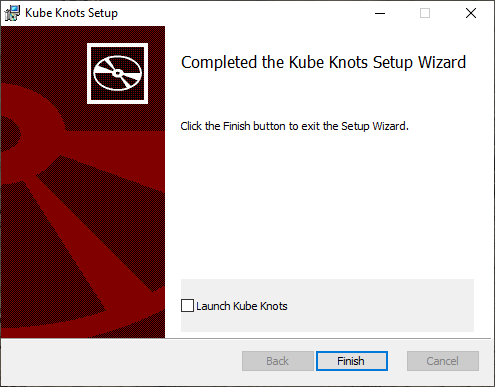 Kube Knots Setup
Completed the Kube Knots Setup Wizard
Click the Finish button to exit the Setup Wizard.
Launch Kube Knots
Back
Finish
Cancel